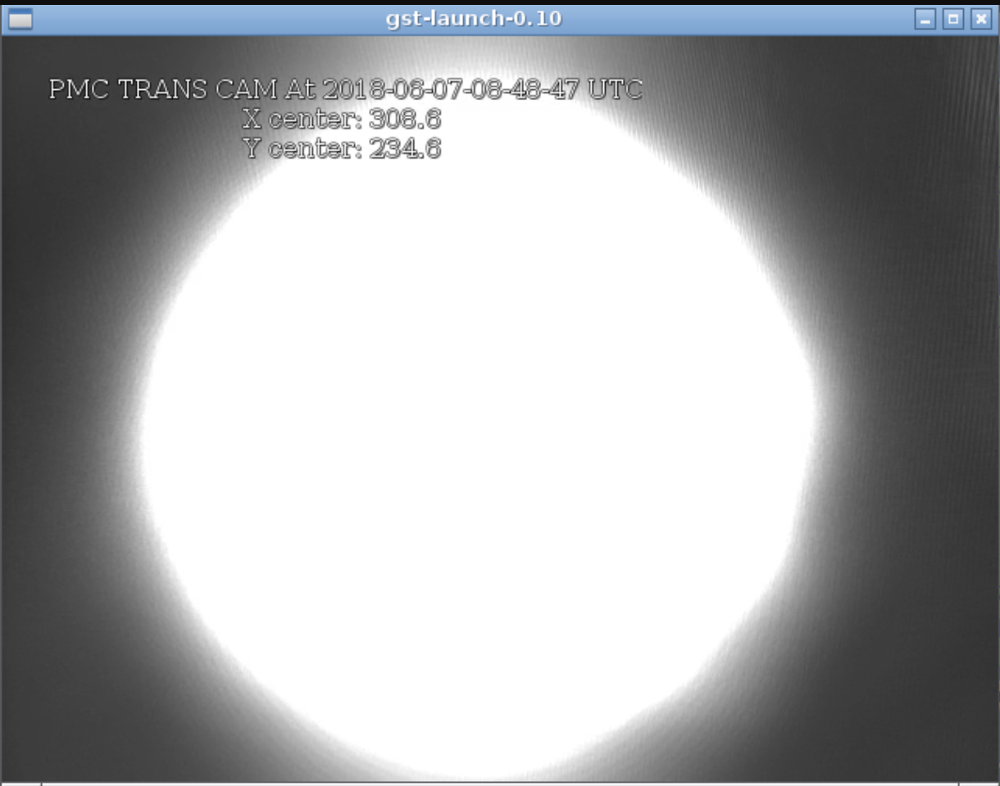 gst-launch-0.10
PMC TRANS CAM At 2018-06-07-08-48-47 UTC
X center: 308.6
Y center: 234.6